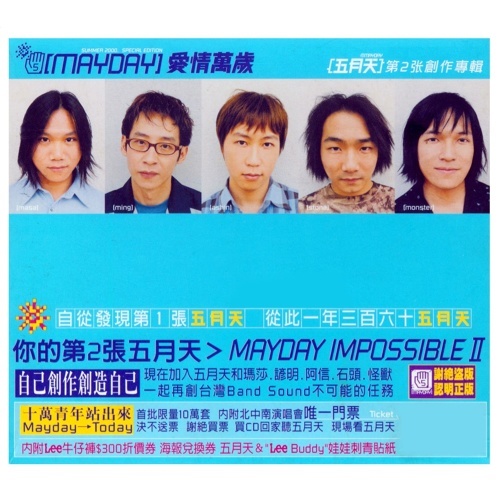 SUMMER 2000 SPECIAL EDITION
[MAYDAY] 愛情萬歲
[五月天] 第2張創作專輯
[masa] [ming] [ashin] [stone] [monster]
自從發現第1張五月天 從此一年三百六十五月天
你的第2張五月天 > MAYDAY IMPOSSIBLE II
自己創作創造自己
現在加入五月天和瑪莎、諺明、阿信、石頭、怪獸
一起再創台灣Band Sound不可能的任務
謝絕盜版
認明正版
十萬青年站出來
Mayday→Today
首批限量10萬套 內附北中南演唱會唯一門票 Ticket
決不送票 謝絕買票 買CD回家聽五月天 現場看五月天
內附Lee牛仔褲$300折價券 海報兌換券 五月天&"Lee Buddy"娃娃刺青貼紙